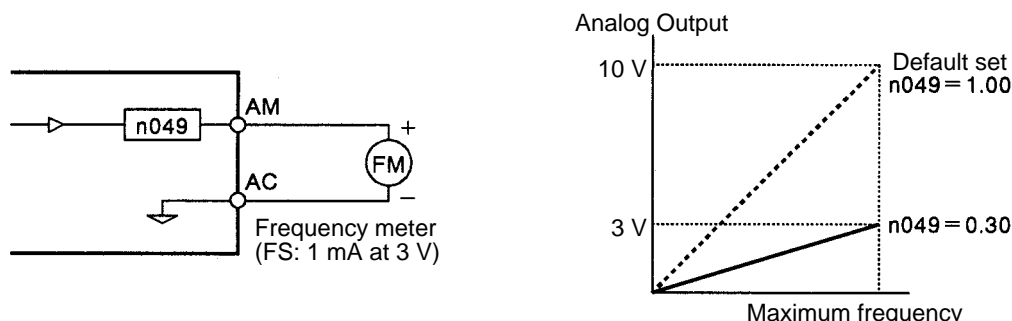 AM
n049
+
FM
−
AC
Frequency meter
(FS: 1 mA at 3 V)
Analog Output
10 V
Default set
n049=1.00
3 V
n049=0.30
Maximum frequency